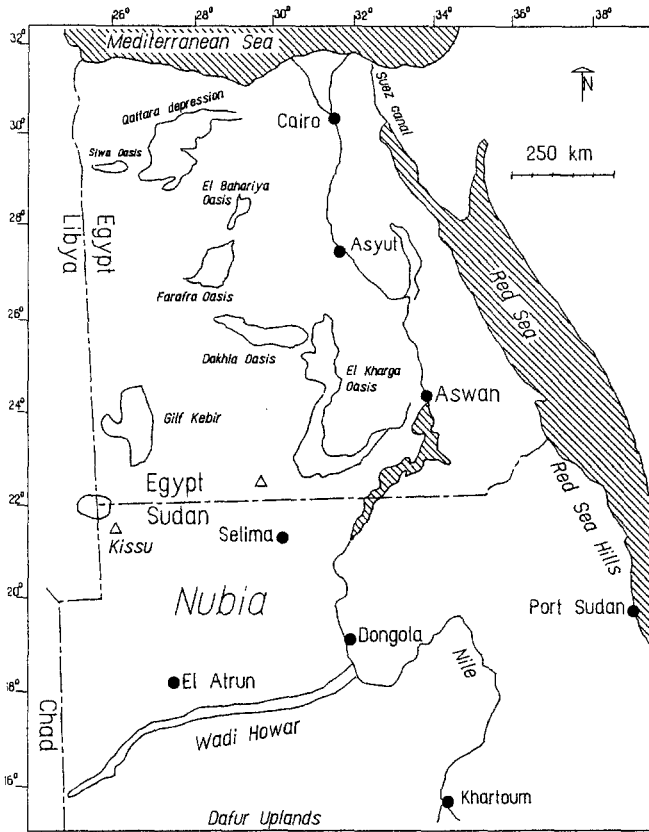 26° 28° 30° 32° 34° 36° 38°
32°
Mediterranean Sea
Suez canal
N
Qattara depression
30°
Cairo
Siwa Oasis
250 km
El Bahariya
Oasis
28°
Libya
Egypt
Asyut
Red Sea
Farafra Oasis
26°
Dakhla Oasis
El Kharga
Oasis
24°
Aswan
Gilf Kebir
Egypt
22°
Sudan
Red Sea Hills
Kissu
Selima
20°
Nubia
Port Sudan
Dongola
Nile
18°
El Atrun
Chad
Wadi Howar
16°
Khartoum
Dafur Uplands